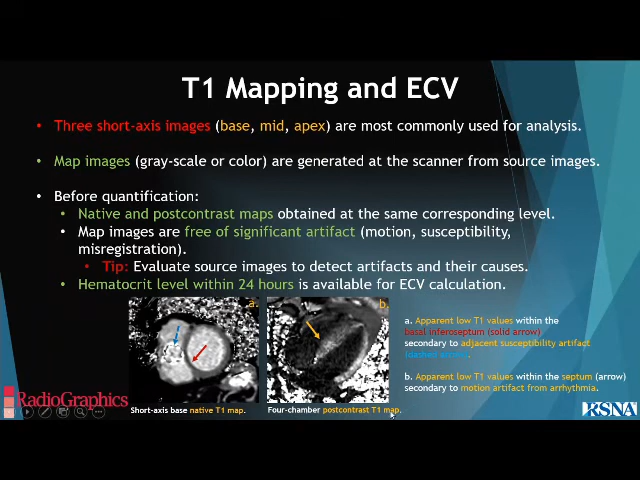 T1 Mapping and ECV
• Three short-axis images (base, mid, apex) are most commonly used for analysis.
• Map images (gray-scale or color) are generated at the scanner from source images.
• Before quantification:
• Native and postcontrast maps obtained at the same corresponding level.
• Map images are free of significant artifact (motion, susceptibility,
misregistration).
• Tip: Evaluate source images to detect artifacts and their causes.
• Hematocrit level within 24 hours is available for ECV calculation.
a.
b.
Short-axis base native T1 map.
Four-chamber postcontrast T1 map.
a. Apparent low T1 values within the
basal inferoseptum (solid arrow)
secondary to adjacent susceptibility artifact
(dashed arrow).
b. Apparent low T1 values within the septum (arrow)
secondary to motion artifact from arrhythmia.
RadioGraphics
RSNA